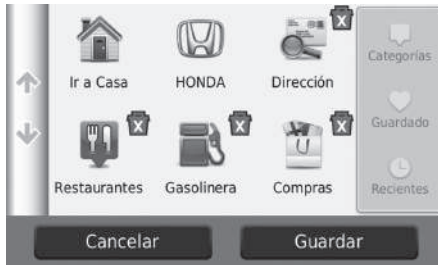 Ir a Casa
HONDA
Dirección
Categorías
Guardado
Restaurantes
Gasolinera
Compras
Recientes
Cancelar
Guardar